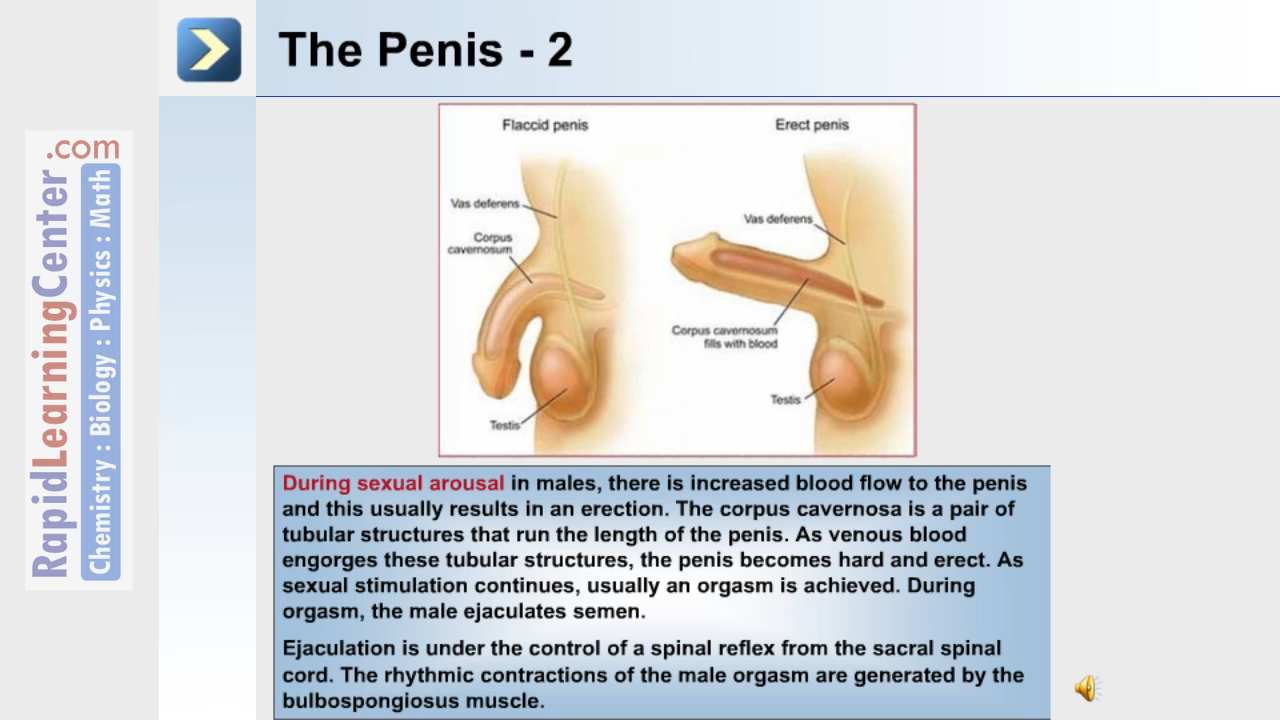 The Penis - 2
RapidLearningCenter.com
Chemistry : Biology : Physics : Math
Flaccid penis
Erect penis
Vas deferens
Corpus
cavernosum
Testis
Vas deferens
Corpus cavernosum
fills with blood
Testis
During sexual arousal in males, there is increased blood flow to the penis
and this usually results in an erection. The corpus cavernosa is a pair of
tubular structures that run the length of the penis. As venous blood
engorges these tubular structures, the penis becomes hard and erect. As
sexual stimulation continues, usually an orgasm is achieved. During
orgasm, the male ejaculates semen.
Ejaculation is under the control of a spinal reflex from the sacral spinal
cord. The rhythmic contractions of the male orgasm are generated by the
bulbospongiosus muscle.